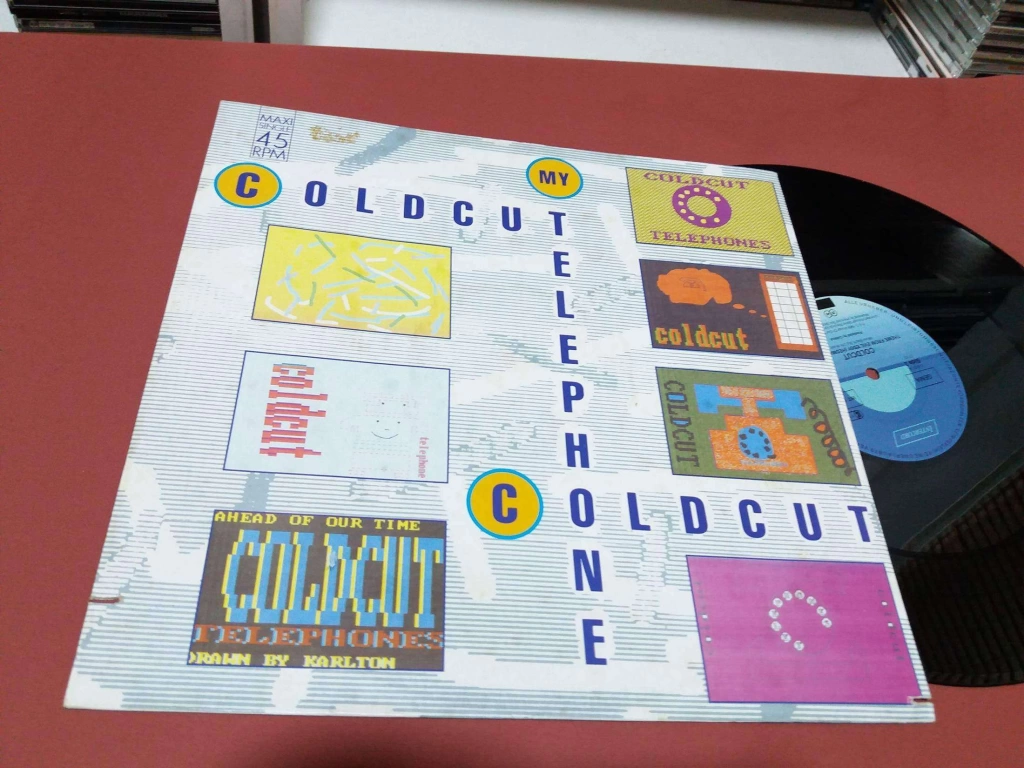 MAXI
SINGLE
45
RPM
COLDCUT
MY
TELEPHONE
COLDCUT
COLDCUT
TELEPHONES
coldcut
coldcut
telephone
COLDCUT
AHEAD OF OUR TIME
COLDCUT
TELEPHONES
DRAWN BY KARLTON
COLDCUT